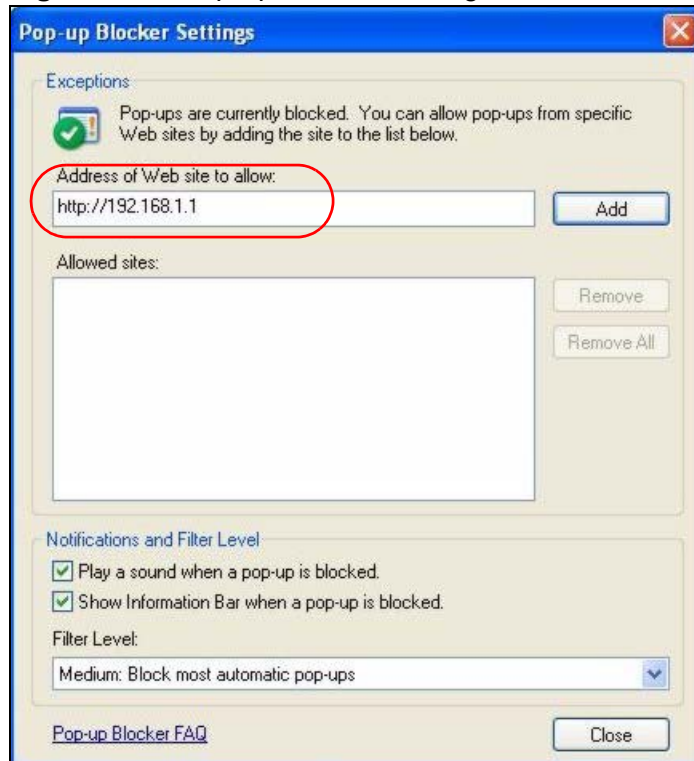 Pop-up Blocker Settings
Exceptions
Pop-ups are currently blocked. You can allow pop-ups from specific
Web sites by adding the site to the list below.
Address of Web site to allow:
http://192.168.1.1
Add
Allowed sites:
Remove
Remove All
Notifications and Filter Level
Play a sound when a pop-up is blocked.
Show Information Bar when a pop-up is blocked.
Filter Level:
Medium: Block most automatic pop-ups
Pop-up Blocker FAQ
Close